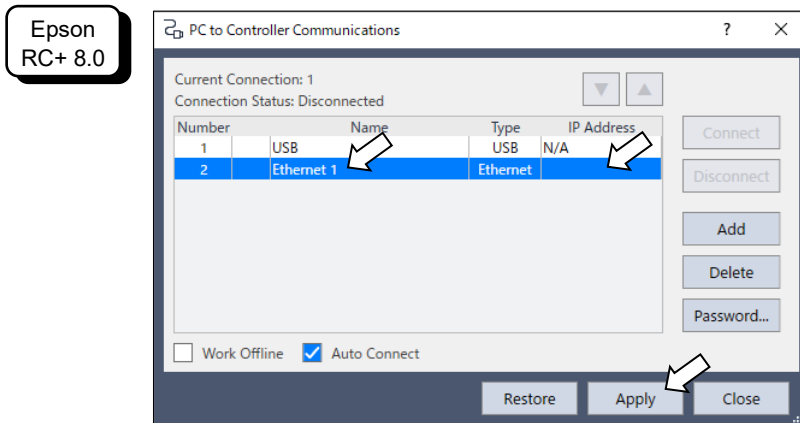 Epson
RC+ 8.0
PC to Controller Communications
?
Current Connection: 1
Connection Status: Disconnected
Number Name Type IP Address
1 USB USB N/A
2 Ethernet 1 Ethernet
Connect
Disconnect
Add
Delete
Password...
Work Offline Auto Connect
Restore Apply Close